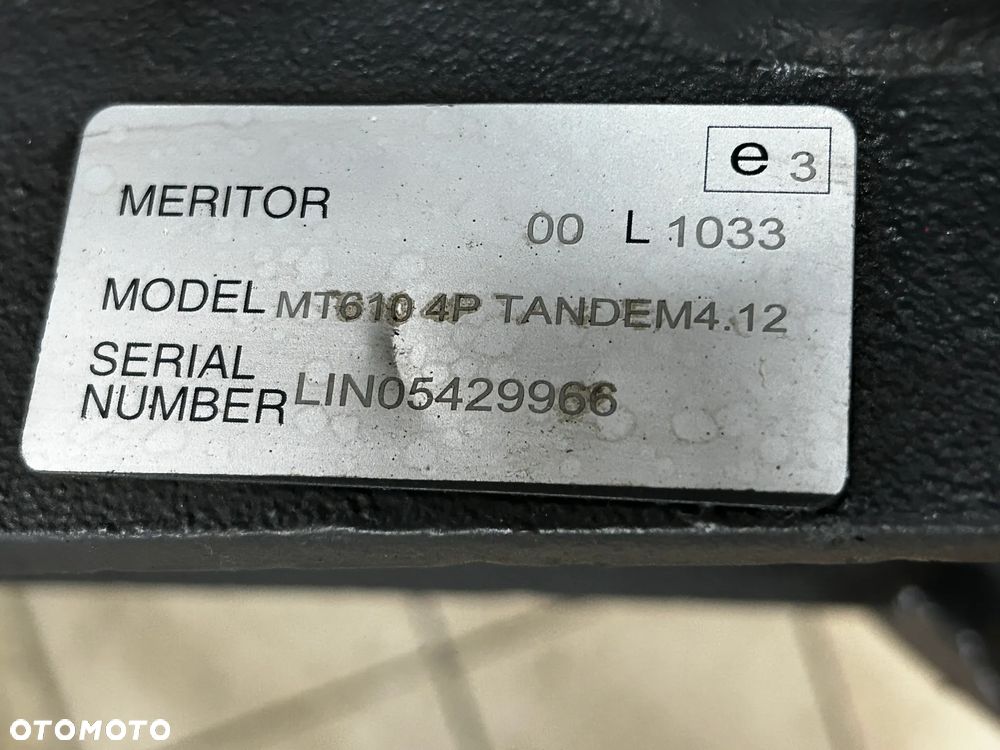 e 3
MERITOR
00 L 1033
MODEL MT610 4P TANDEM4.12
SERIAL
NUMBER LIN05429966
OTOMOTO